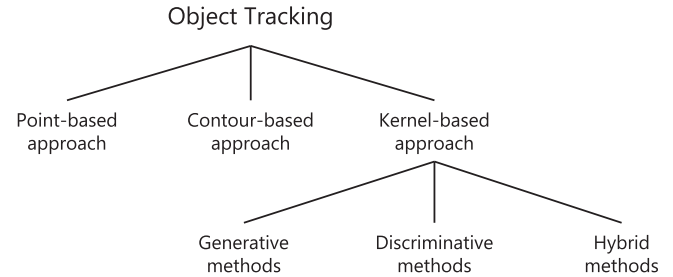 Object Tracking
Point-based
approach
Contour-based
approach
Kernel-based
approach
Generative
methods
Discriminative
methods
Hybrid
methods